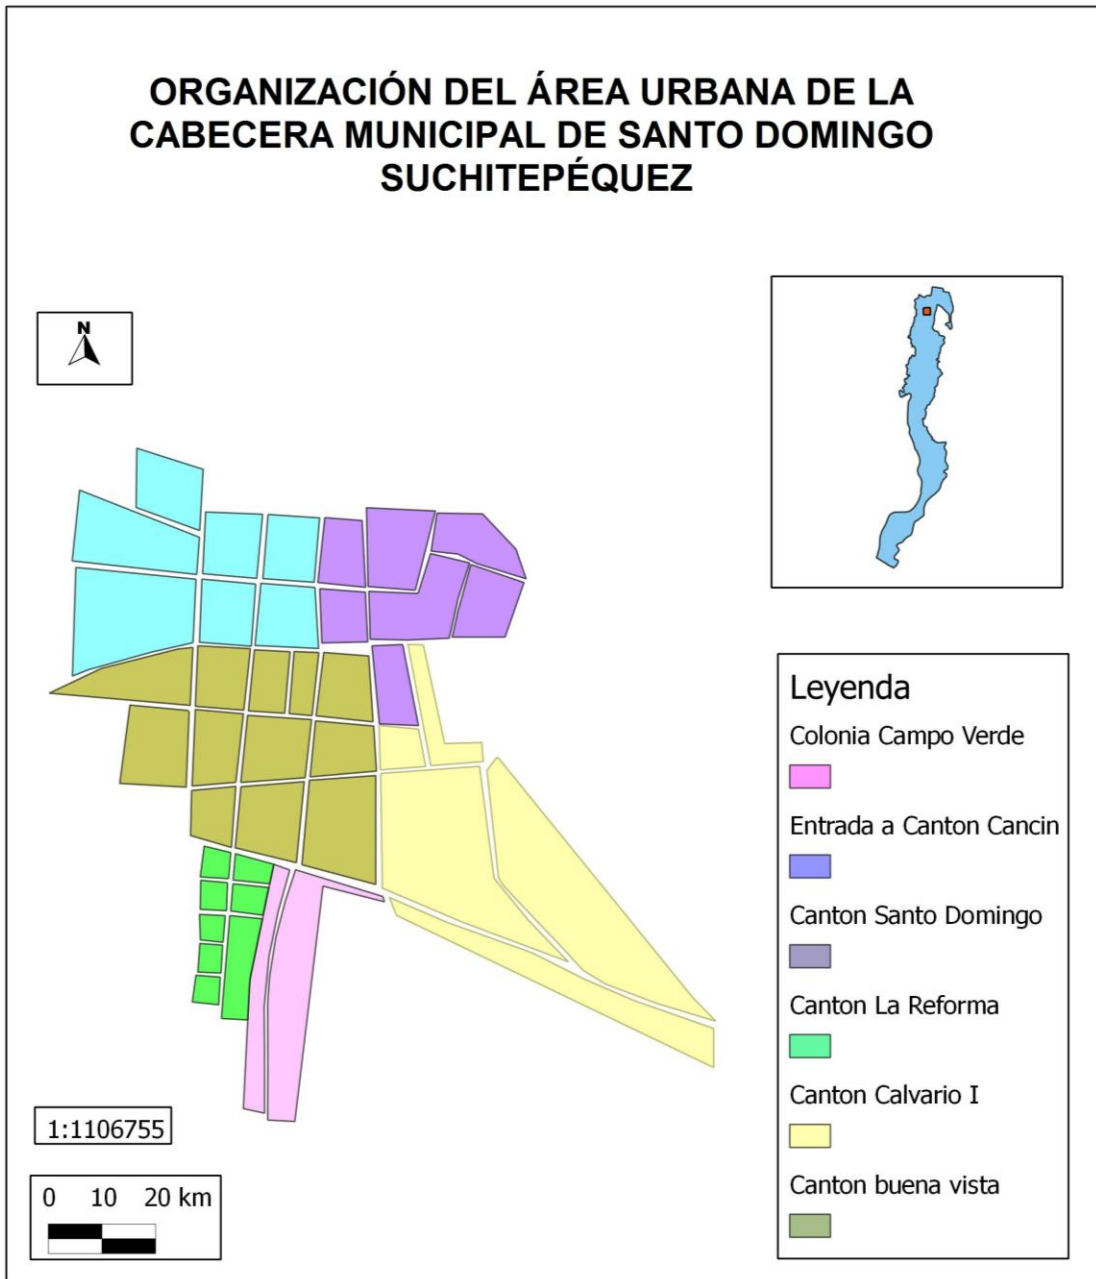 ORGANIZACIÓN DEL ÁREA URBANA DE LA
CABECERA MUNICIPAL DE SANTO DOMINGO
SUCHITEPÉQUEZ
N
Leyenda
Colonia Campo Verde
Entrada a Canton Cancin
Canton Santo Domingo
Canton La Reforma
Canton Calvario I
Canton buena vista
1:1106755
0 10 20 km